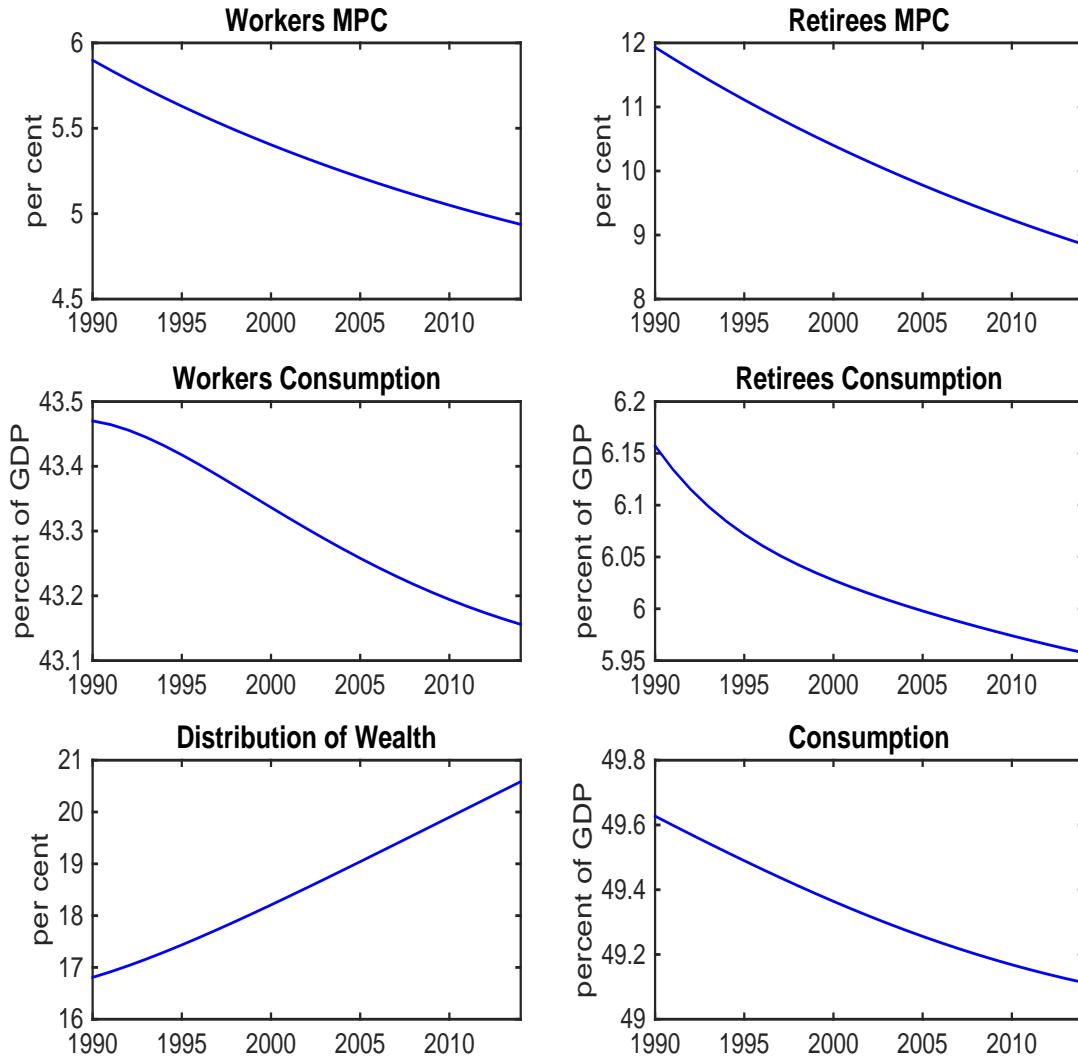 Workers MPC
per cent
6
5.5
5
4.5
1990 1995 2000 2005 2010
Retirees MPC
per cent
12
11
10
9
8
1990 1995 2000 2005 2010
Workers Consumption
percent of GDP
43.5
43.4
43.3
43.2
43.1
1990 1995 2000 2005 2010
Retirees Consumption
percent of GDP
6.2
6.15
6.1
6.05
6
5.95
1990 1995 2000 2005 2010
Distribution of Wealth
per cent
21
20
19
18
17
16
1990 1995 2000 2005 2010
Consumption
percent of GDP
49.8
49.6
49.4
49.2
49
1990 1995 2000 2005 2010